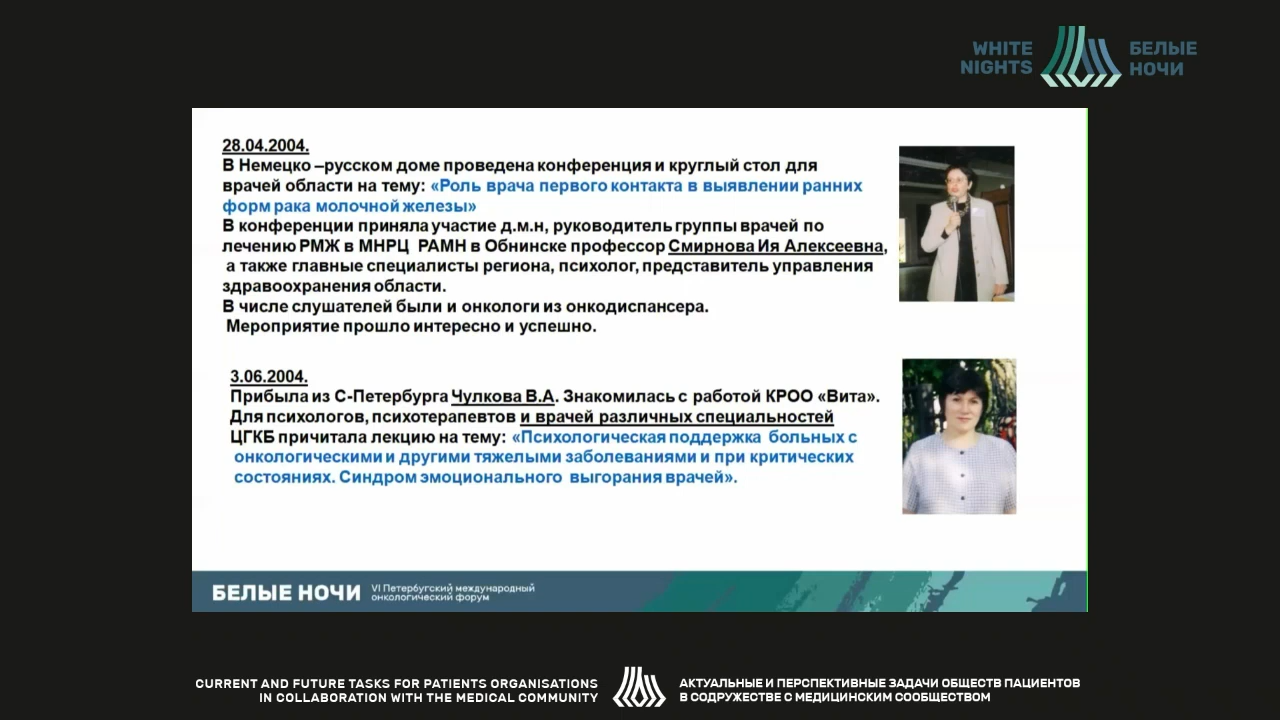 WHITE
NIGHTS
БЕЛЫЕ
НОЧИ
28.04.2004.
В Немецко –русском доме проведена конференция и круглый стол для
врачей области на тему: «Роль врача первого контакта в выявлении ранних
форм рака молочной железы»
В конференции приняла участие д.м.н, руководитель группы врачей по
лечению РМЖ в МНРЦ РАМН в Обнинске профессор Смирнова Ия Алексеевна,
а также главные специалисты региона, психолог, представитель управления
здравоохранения области.
В числе слушателей были и онкологи из онкодиспансера.
Мероприятие прошло интересно и успешно.
3.06.2004.
Прибыла из С-Петербурга Чулкова В.А. Знакомилась с работой КРОО «Вита».
Для психологов, психотерапевтов и врачей различных специальностей
ЦГКБ причитала лекцию на тему: «Психологическая поддержка больных с
онкологическими и другими тяжелыми заболеваниями и при критических
состояниях. Синдром эмоционального выгорания врачей».
БЕЛЫЕ НОЧИ
VI Петербургский международный
онкологический форум
CURRENT AND FUTURE TASKS FOR PATIENTS ORGANISATIONS
IN COLLABORATION WITH THE MEDICAL COMMUNITY
АКТУАЛЬНЫЕ И ПЕРСПЕКТИВНЫЕ ЗАДАЧИ ОБЩЕСТВ ПАЦИЕНТОВ
В СОДРУЖЕСТВЕ С МЕДИЦИНСКИМ СООБЩЕСТВОМ